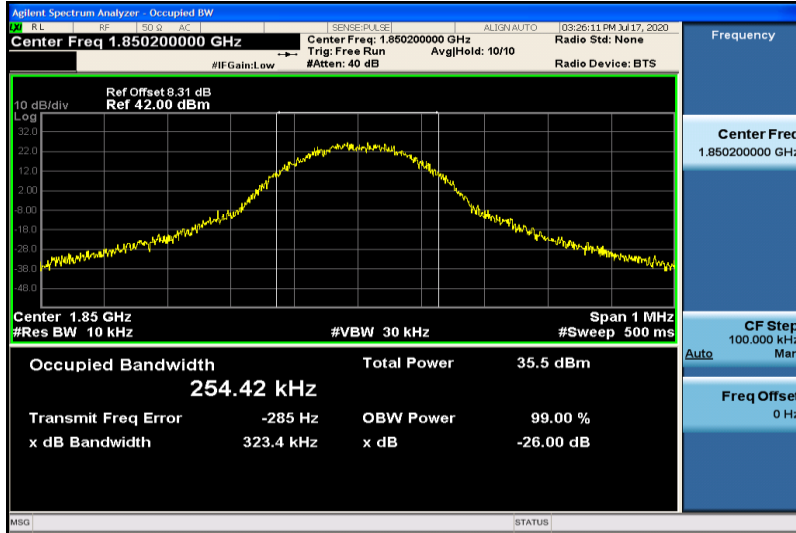 Agilent Spectrum Analyzer - Occupied BW
LXI RL RF 50 Ω AC SENSE:PULSE ALIGN AUTO 03:26:11 PM Jul 17, 2020
Center Freq 1.850200000 GHz Center Freq: 1.850200000 GHz Radio Std: None
Trig: Free Run Avg|Hold: 10/10
#IFGain:Low #Atten: 40 dB Radio Device: BTS
Ref Offset 8.31 dB
10 dB/div Ref 42.00 dBm
Log
32.0
22.0
12.0
2.00
-8.00
-18.0
-28.0
-38.0
-48.0
Center 1.85 GHz Span 1 MHz
#Res BW 10 kHz #VBW 30 kHz #Sweep 500 ms
Occupied Bandwidth Total Power 35.5 dBm
254.42 kHz
Transmit Freq Error -285 Hz OBW Power 99.00 %
x dB Bandwidth 323.4 kHz x dB -26.00 dB
MSG STATUS
Frequency
Center Freq
1.850200000 GHz
CF Step
100.000 kHz
Auto Man
Freq Offset
0 Hz